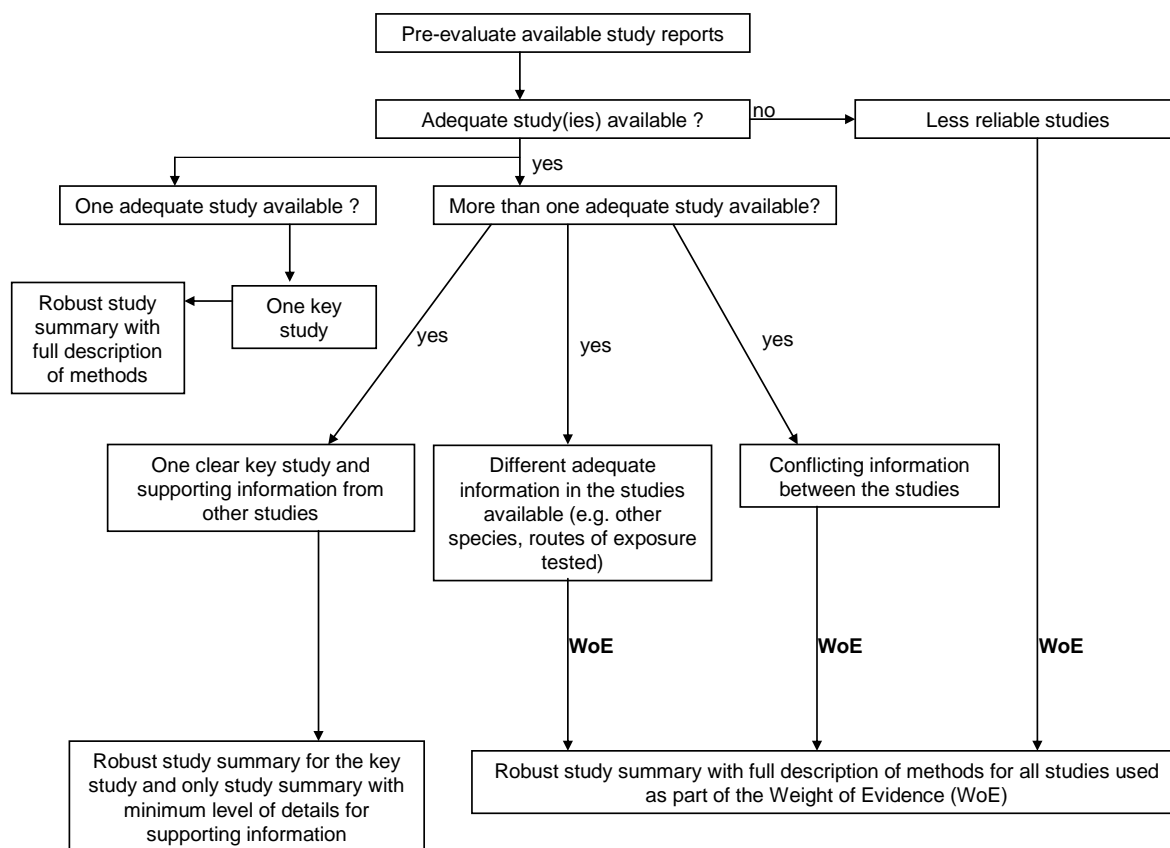 Pre-evaluate available study reports
Adequate study(ies) available ?
no
Less reliable studies
yes
One adequate study available ?
More than one adequate study available?
Robust study
summary with
full description
of methods
One key
study
yes
yes
yes
One clear key study and
supporting information from
other studies
Different adequate
information in the studies
available (e.g. other
species, routes of exposure
tested)
Conflicting information
between the studies
WoE
WoE
WoE
Robust study summary for the key
study and only study summary with
minimum level of details for
supporting information
Robust study summary with full description of methods for all studies used
as part of the Weight of Evidence (WoE)